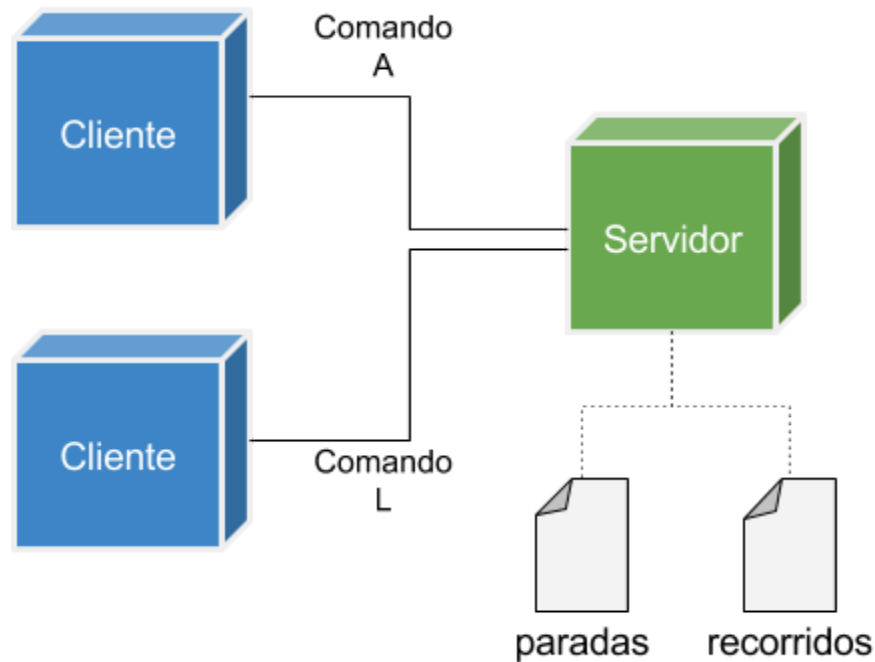 Comando
A
Cliente
Servidor
Cliente
Comando
L
paradas
recorridos